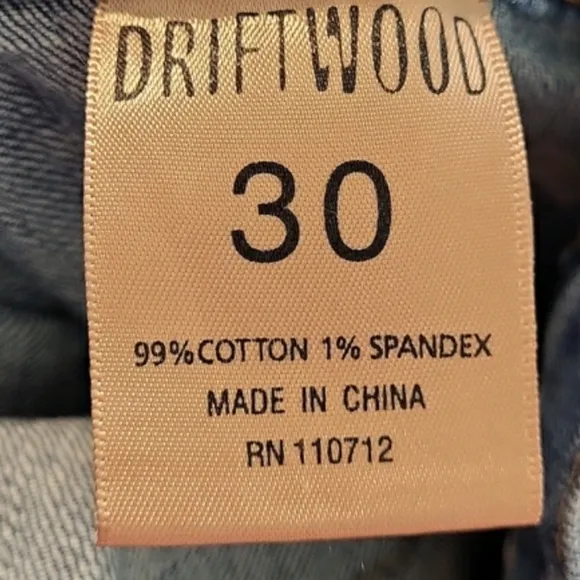 DRIFTWOOD
30
99%COTTON 1% SPANDEX
MADE IN CHINA
RN 110712